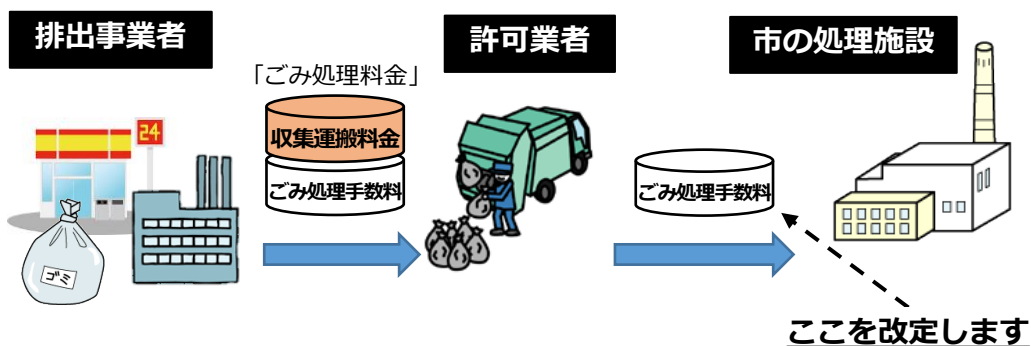 排出事業者
許可業者
市の処理施設
「ごみ処理料金」
収集運搬料金
ごみ処理手数料
ごみ処理手数料
24
ゴミ
ここを改定します